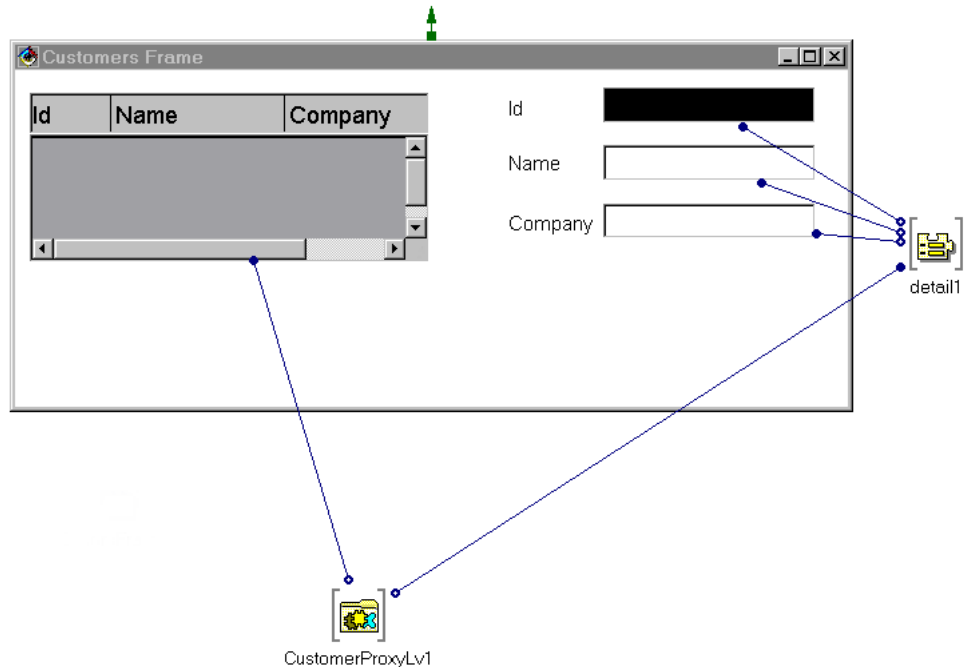 Customers Frame
Id Name Company
Id
Name
Company
detail1
CustomerProxyLv1